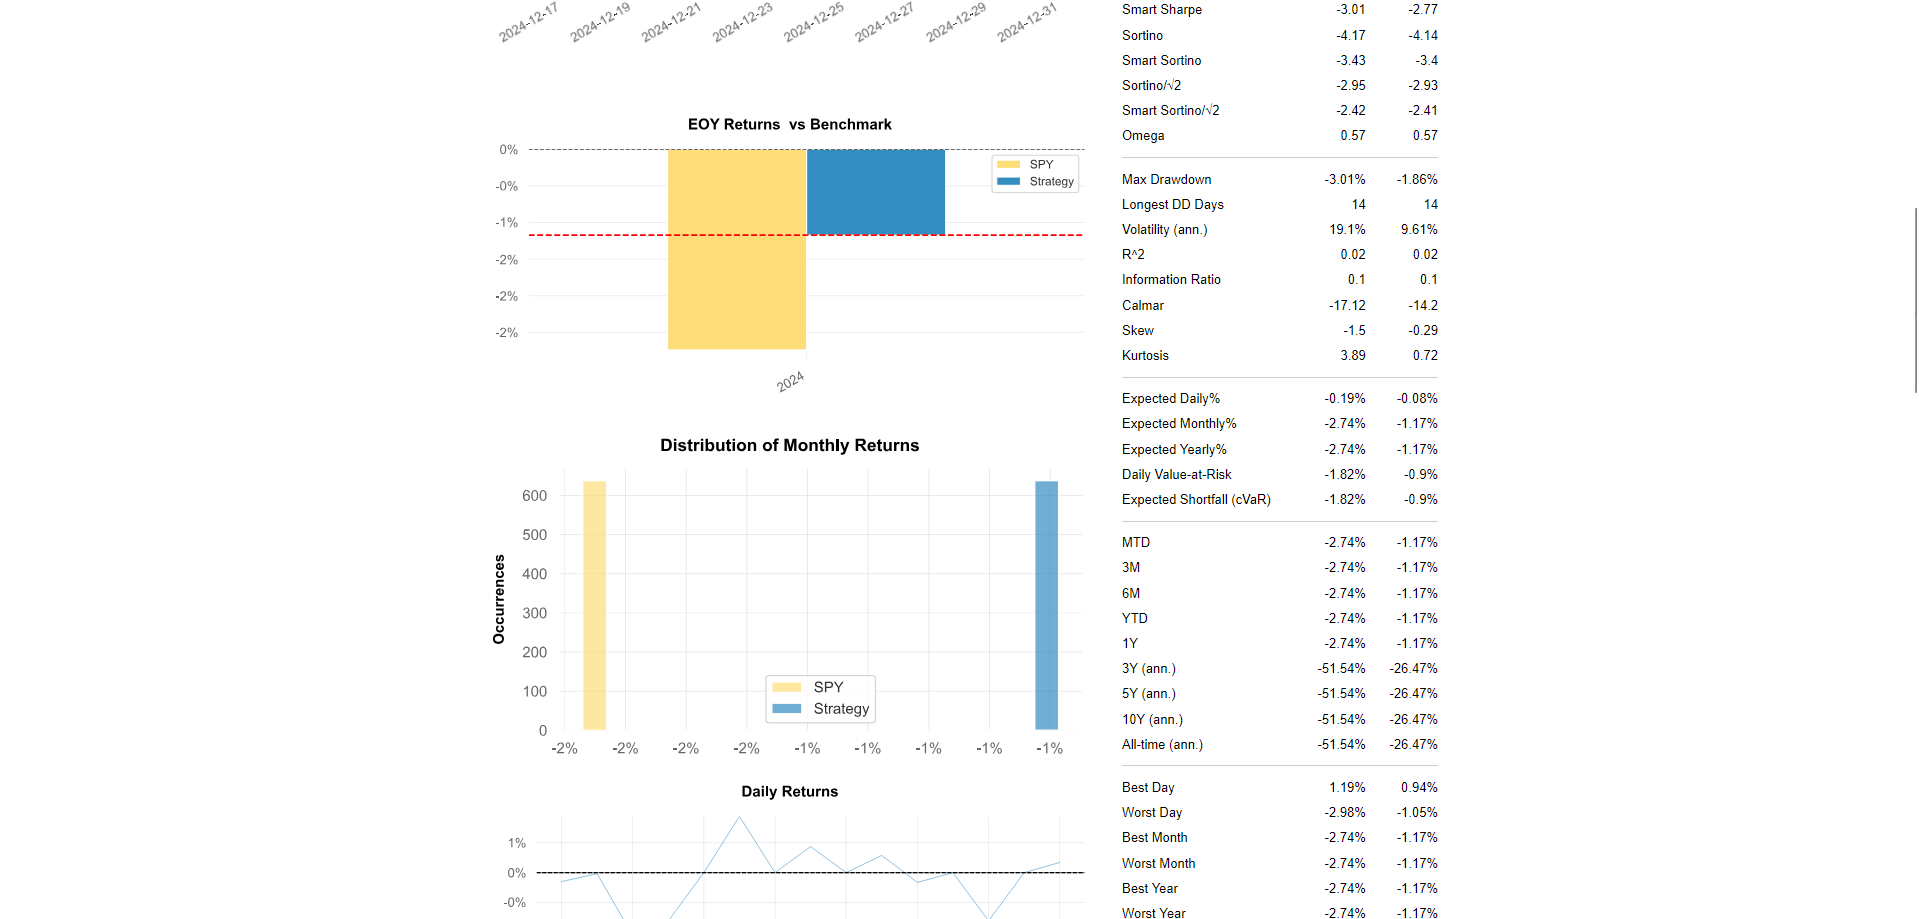 2024-12-17 2024-12-19 2024-12-21 2024-12-23 2024-12-25 2024-12-27 2024-12-29 2024-12-31
EOY Returns  vs Benchmark
0%
-0%
-1%
-2%
-2%
-2%
SPY
Strategy
2024
Distribution of Monthly Returns
Occurrences
600
500
400
300
200
100
0
SPY
Strategy
-2% -2% -2% -2% -1% -1% -1% -1% -1%
Daily Returns
1%
0%
-0%
Smart Sharpe -3.01 -2.77
Sortino -4.17 -4.14
Smart Sortino -3.43 -3.4
Sortino/√2 -2.95 -2.93
Smart Sortino/√2 -2.42 -2.41
Omega 0.57 0.57
Max Drawdown -3.01% -1.86%
Longest DD Days 14 14
Volatility (ann.) 19.1% 9.61%
R^2 0.02 0.02
Information Ratio 0.1 0.1
Calmar -17.12 -14.2
Skew -1.5 -0.29
Kurtosis 3.89 0.72
Expected Daily% -0.19% -0.08%
Expected Monthly% -2.74% -1.17%
Expected Yearly% -2.74% -1.17%
Daily Value-at-Risk -1.82% -0.9%
Expected Shortfall (cVaR) -1.82% -0.9%
MTD -2.74% -1.17%
3M -2.74% -1.17%
6M -2.74% -1.17%
YTD -2.74% -1.17%
1Y -2.74% -1.17%
3Y (ann.) -51.54% -26.47%
5Y (ann.) -51.54% -26.47%
10Y (ann.) -51.54% -26.47%
All-time (ann.) -51.54% -26.47%
Best Day 1.19% 0.94%
Worst Day -2.98% -1.05%
Best Month -2.74% -1.17%
Worst Month -2.74% -1.17%
Best Year -2.74% -1.17%
Worst Year -2.74% -1.17%